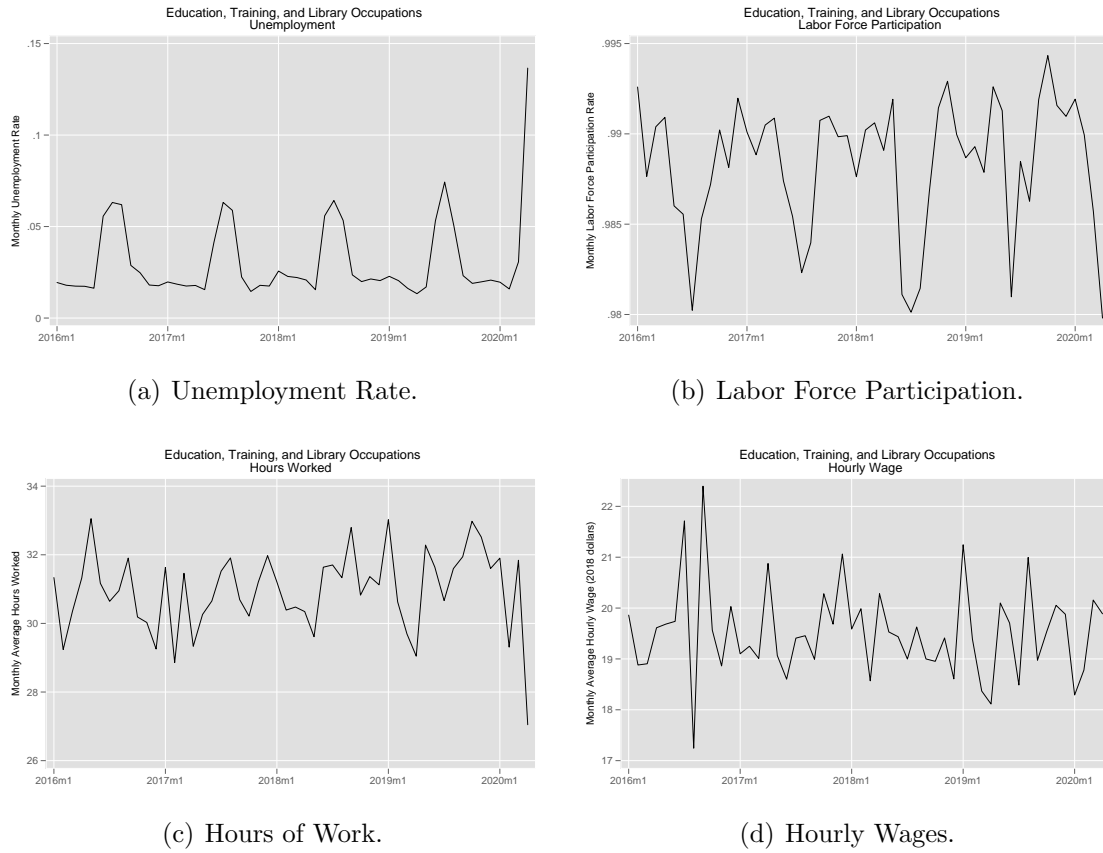 Education, Training, and Library Occupations
Unemployment
Monthly Unemployment Rate
.15
.1
.05
0
2016m1 2017m1 2018m1 2019m1 2020m1
(a) Unemployment Rate.
Education, Training, and Library Occupations
Labor Force Participation
Monthly Labor Force Participation Rate
.995
.99
.985
.98
2016m1 2017m1 2018m1 2019m1 2020m1
(b) Labor Force Participation.
Education, Training, and Library Occupations
Hours Worked
Monthly Average Hours Worked
34
32
30
28
26
2016m1 2017m1 2018m1 2019m1 2020m1
(c) Hours of Work.
Education, Training, and Library Occupations
Hourly Wage
Monthly Average Hourly Wage (2018 dollars)
22
21
20
19
18
17
2016m1 2017m1 2018m1 2019m1 2020m1
(d) Hourly Wages.